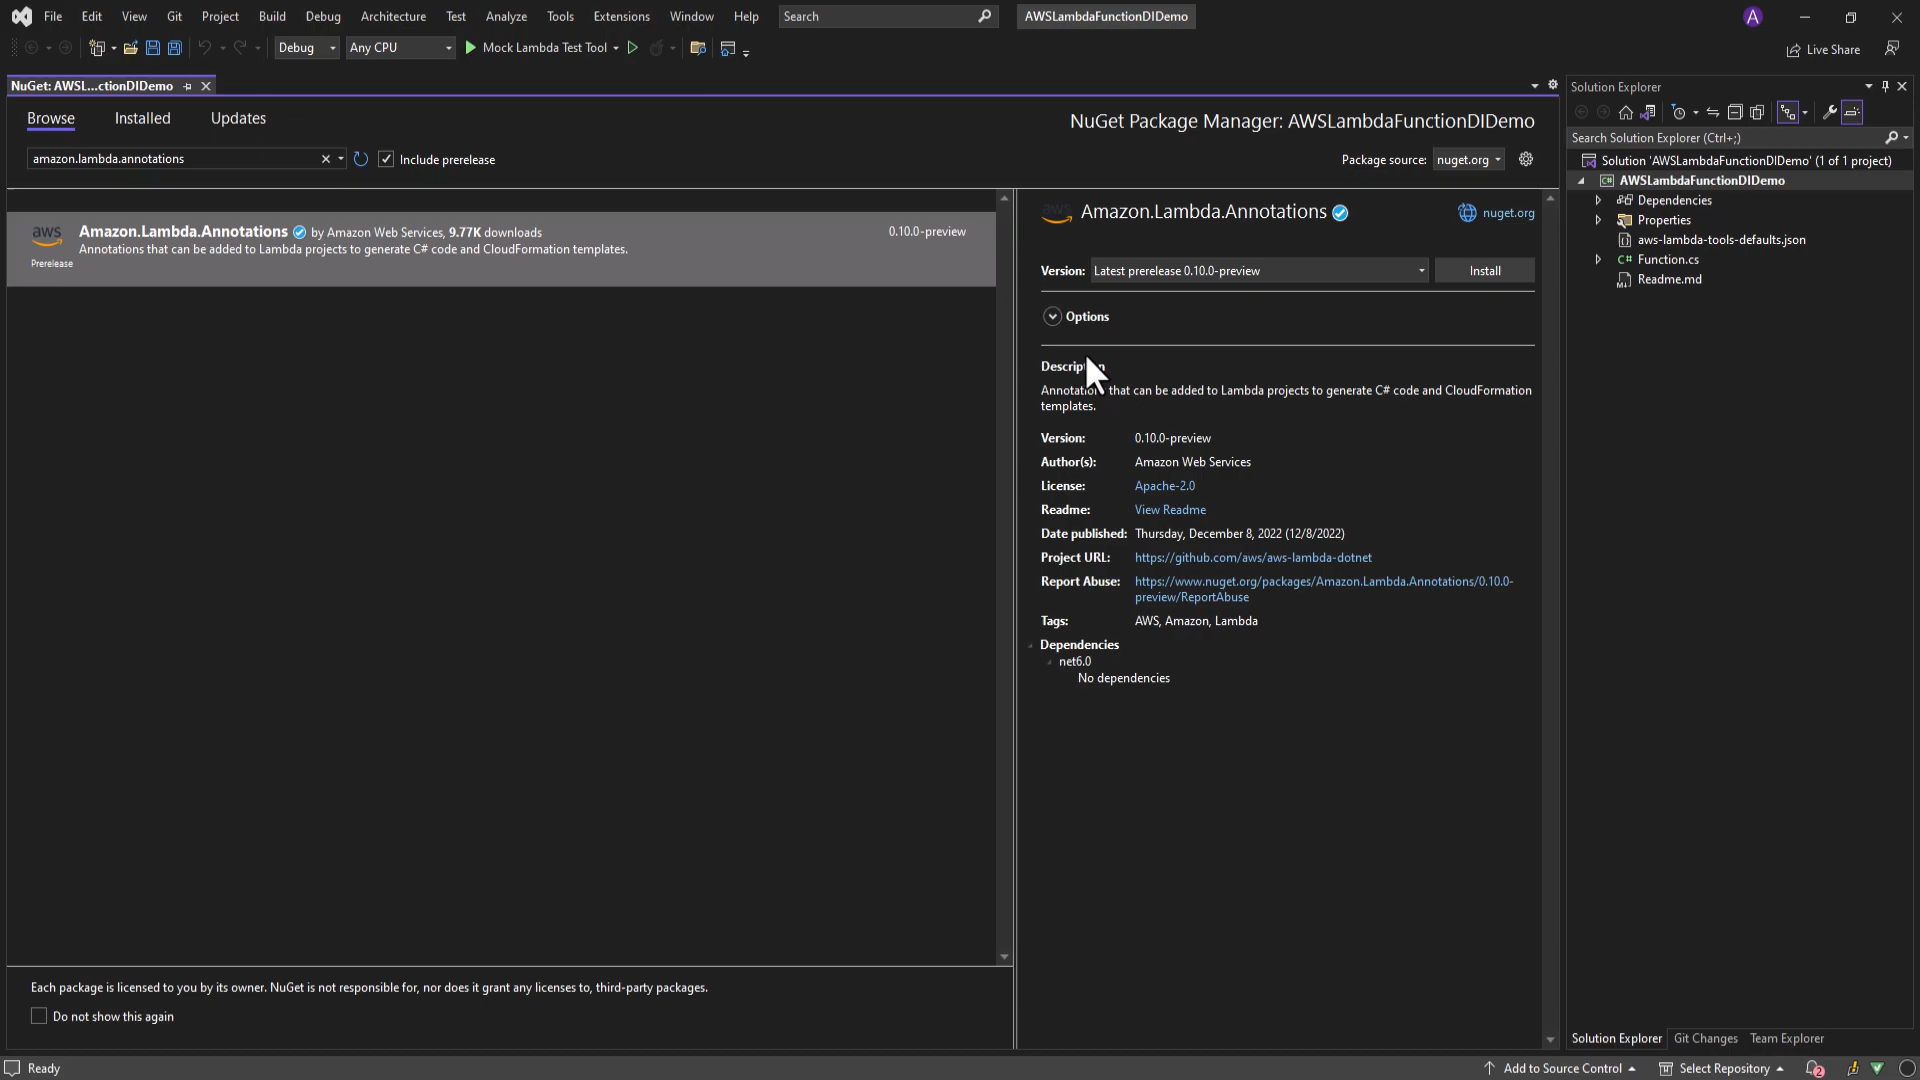 File Edit View Git Project Build Debug Architecture Test Analyze Tools Extensions Window Help Search AWSLambdaFunctionDIDemo A
Debug Any CPU Mock Lambda Test Tool Live Share
NuGet: AWSL...ctionDIDemo
Solution Explorer
Browse Installed Updates
NuGet Package Manager: AWSLambdaFunctionDIDemo
Search Solution Explorer (Ctrl+;)
amazon.lambda.annotations Include prerelease Package source: nuget.org
Solution 'AWSLambdaFunctionDIDemo' (1 of 1 project)
C# AWSLambdaFunctionDIDemo
Dependencies
Properties
aws-lambda-tools-defaults.json
C# Function.cs
Readme.md
aws Amazon.Lambda.Annotations by Amazon Web Services, 9.77K downloads 0.10.0-preview
Annotations that can be added to Lambda projects to generate C# code and CloudFormation templates.
Prerelease
aws Amazon.Lambda.Annotations nuget.org
Version: Latest prerelease 0.10.0-preview Install
Options
Description
Annotations that can be added to Lambda projects to generate C# code and CloudFormation
templates.
Version: 0.10.0-preview
Author(s): Amazon Web Services
License: Apache-2.0
Readme: View Readme
Date published: Thursday, December 8, 2022 (12/8/2022)
Project URL: https://github.com/aws/aws-lambda-dotnet
Report Abuse: https://www.nuget.org/packages/Amazon.Lambda.Annotations/0.10.0-
preview/ReportAbuse
Tags: AWS, Amazon, Lambda
Dependencies
net6.0
No dependencies
Each package is licensed to you by its owner. NuGet is not responsible for, nor does it grant any licenses to, third-party packages.
Do not show this again
Solution Explorer Git Changes Team Explorer
Ready Add to Source Control Select Repository 2